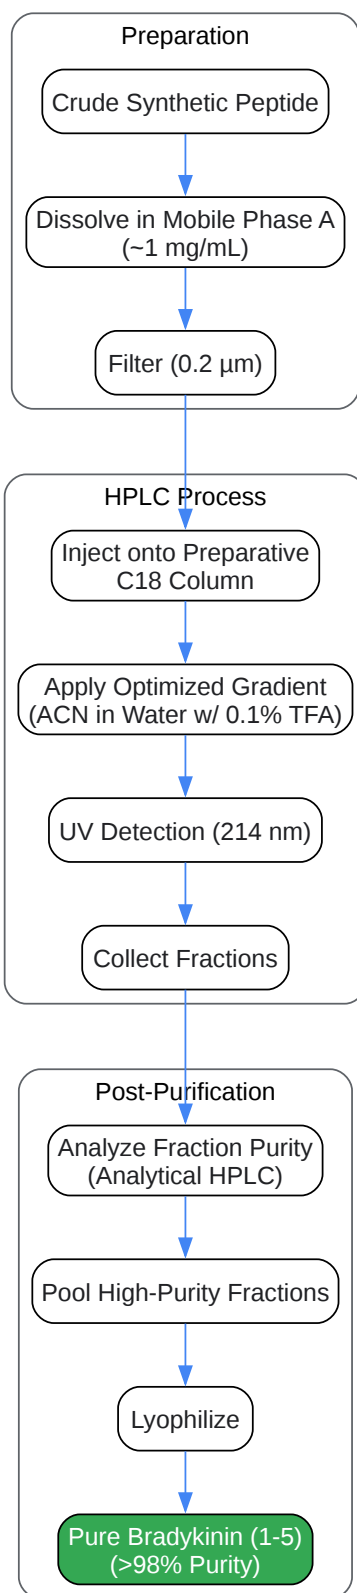 Preparation
Crude Synthetic Peptide
Dissolve in Mobile Phase A
(~1 mg/mL)
Filter (0.2 µm)
HPLC Process
Inject onto Preparative
C18 Column
Apply Optimized Gradient
(ACN in Water w/ 0.1% TFA)
UV Detection (214 nm)
Collect Fractions
Post-Purification
Analyze Fraction Purity
(Analytical HPLC)
Pool High-Purity Fractions
Lyophilize
Pure Bradykinin (1-5)
(>98% Purity)